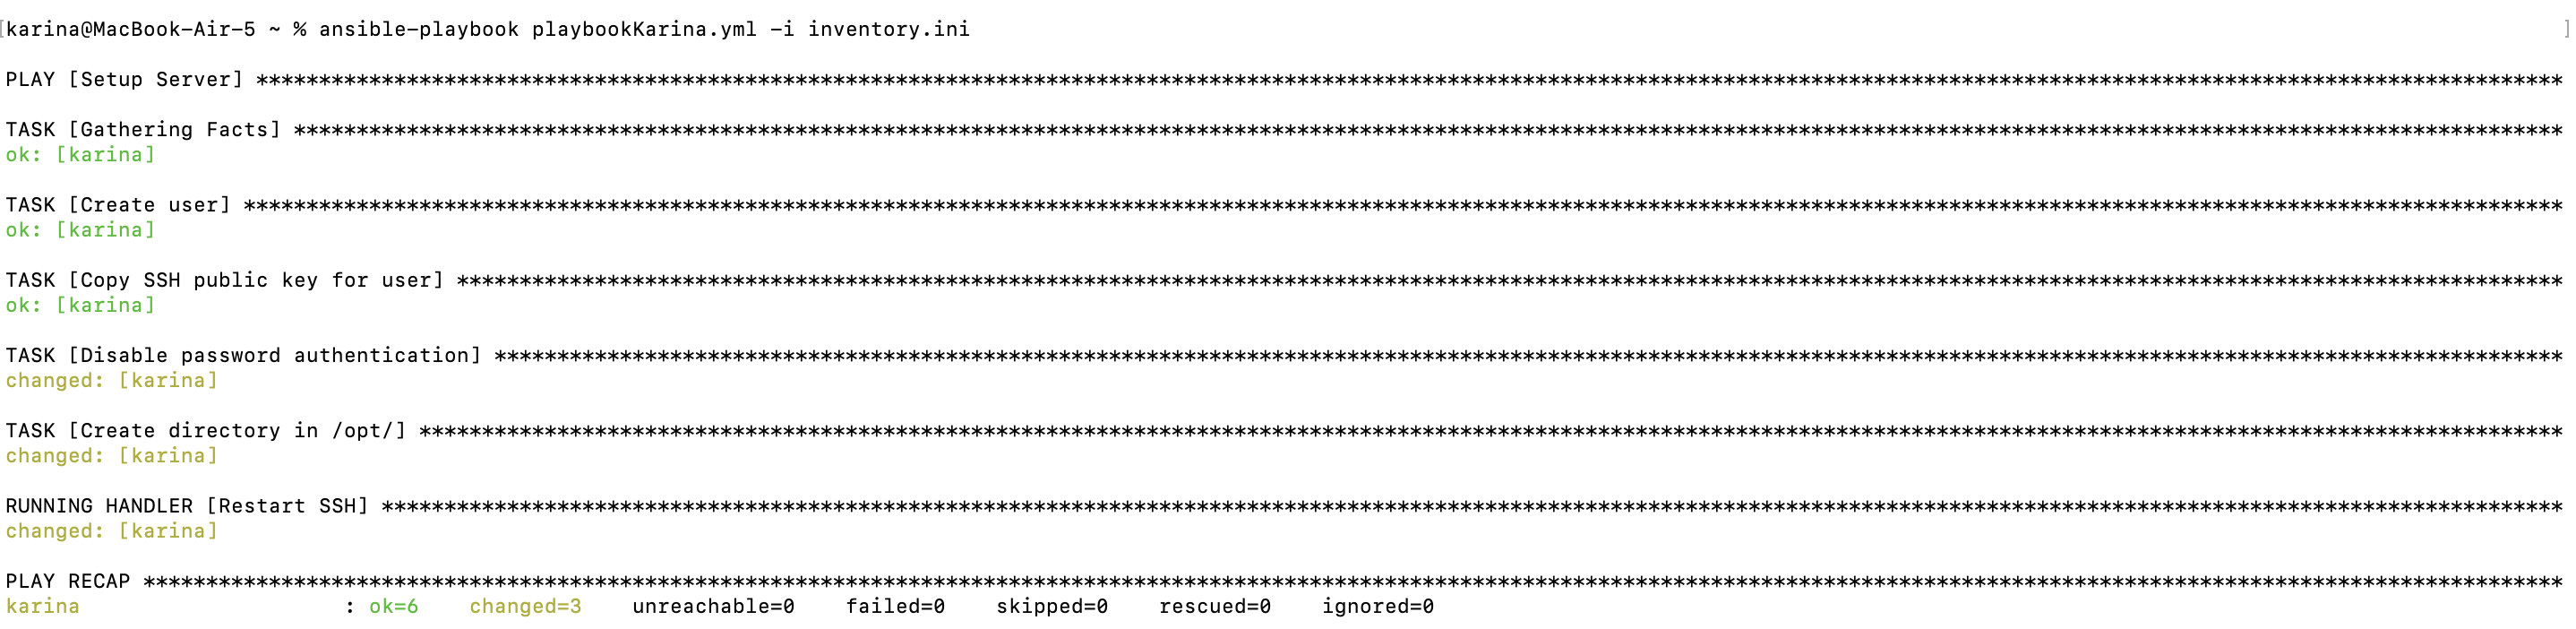 [karina@MacBook-Air-5 ~ % ansible-playbook playbookKarina.yml -i inventory.ini ]
PLAY [Setup Server] ****************************************************************************************************************************************************************************************
TASK [Gathering Facts] *************************************************************************************************************************************************************************************
ok: [karina]
TASK [Create user] *****************************************************************************************************************************************************************************************
ok: [karina]
TASK [Copy SSH public key for user] ************************************************************************************************************************************************************************
ok: [karina]
TASK [Disable password authentication] *********************************************************************************************************************************************************************
changed: [karina]
TASK [Create directory in /opt/] ***************************************************************************************************************************************************************************
changed: [karina]
RUNNING HANDLER [Restart SSH] ******************************************************************************************************************************************************************************
changed: [karina]
PLAY RECAP *************************************************************************************************************************************************************************************************
karina                     : ok=6    changed=3    unreachable=0    failed=0    skipped=0    rescued=0    ignored=0